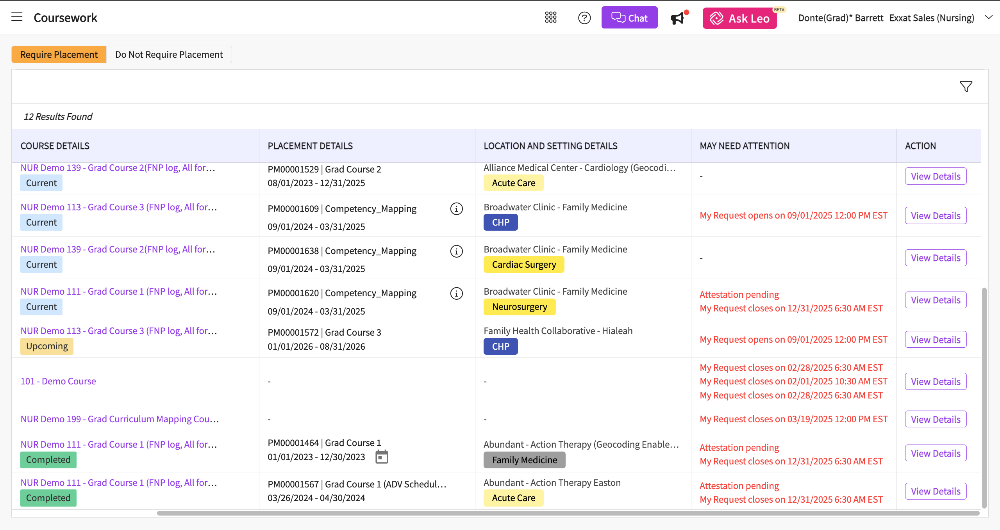 Coursework
Chat
Ask Leo
BETA
Donte(Grad)* Barrett Exxat Sales (Nursing)
Require Placement
Do Not Require Placement
12 Results Found
COURSE DETAILS
PLACEMENT DETAILS
LOCATION AND SETTING DETAILS
MAY NEED ATTENTION
ACTION
NUR Demo 139 - Grad Course 2(FNP log, All for...
Current
PM00001529 | Grad Course 2
08/01/2023 - 12/31/2025
Alliance Medical Center - Cardiology (Geocodi...
Acute Care
-
View Details
NUR Demo 113 - Grad Course 3 (FNP log, All for...
Current
PM00001609 | Competency_Mapping
09/01/2024 - 03/31/2025
Broadwater Clinic - Family Medicine
CHP
My Request opens on 09/01/2025 12:00 PM EST
View Details
NUR Demo 139 - Grad Course 2(FNP log, All for...
Current
PM00001638 | Competency_Mapping
09/01/2024 - 03/31/2025
Broadwater Clinic - Family Medicine
Cardiac Surgery
-
View Details
NUR Demo 111 - Grad Course 1 (FNP log, All for...
Current
PM00001620 | Competency_Mapping
09/01/2024 - 03/31/2025
Broadwater Clinic - Family Medicine
Neurosurgery
Attestation pending
My Request closes on 12/31/2025 6:30 AM EST
View Details
NUR Demo 113 - Grad Course 3 (FNP log, All for...
Upcoming
PM00001572 | Grad Course 3
01/01/2026 - 08/31/2026
Family Health Collaborative - Hialeah
CHP
My Request opens on 09/01/2025 12:00 PM EST
View Details
101 - Demo Course
-
-
My Request closes on 02/28/2025 6:30 AM EST
My Request closes on 02/01/2025 10:30 AM EST
My Request closes on 02/28/2025 6:30 AM EST
View Details
NUR Demo 199 - Grad Curriculum Mapping Cou...
-
-
My Request closes on 03/19/2025 12:00 PM EST
View Details
NUR Demo 111 - Grad Course 1 (FNP log, All for...
Completed
PM00001464 | Grad Course 1
01/01/2023 - 12/30/2023
Abundant - Action Therapy (Geocoding Enable...
Family Medicine
Attestation pending
My Request closes on 12/31/2025 6:30 AM EST
View Details
NUR Demo 111 - Grad Course 1 (FNP log, All for...
Completed
PM00001567 | Grad Course 1 (ADV Schedul...
03/26/2024 - 04/30/2024
Abundant - Action Therapy Easton
Acute Care
Attestation pending
My Request closes on 12/31/2025 6:30 AM EST
View Details